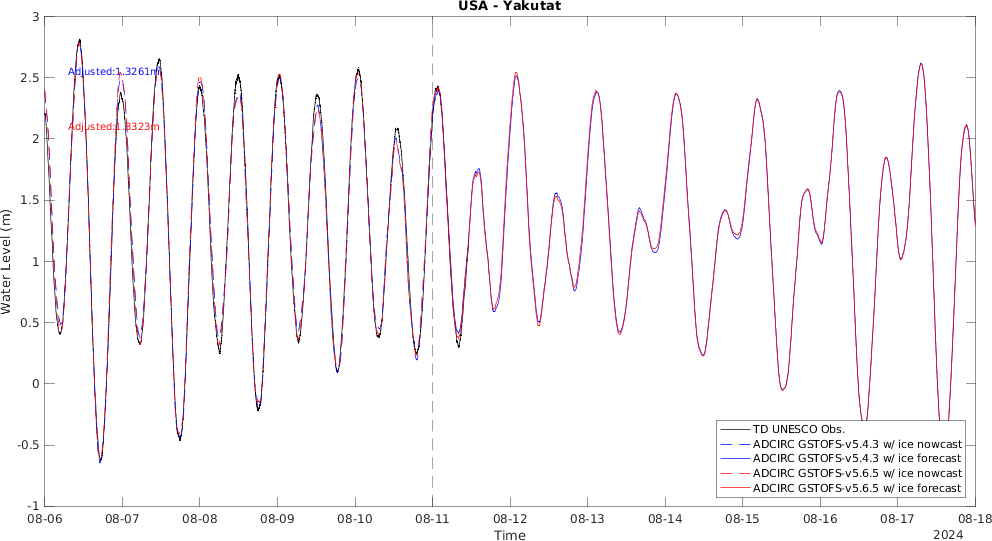 USA - Yakutat
3
2.5
2
1.5
1
0.5
0
-0.5
-1
Water Level (m)
Adjusted:1.3261m
Adjusted:1.3323m
TD UNESCO Obs.
ADCIRC GSTOFS-v5.4.3 w/ ice nowcast
ADCIRC GSTOFS-v5.4.3 w/ ice forecast
ADCIRC GSTOFS-v5.6.5 w/ ice nowcast
ADCIRC GSTOFS-v5.6.5 w/ ice forecast
08-06 08-07 08-08 08-09 08-10 08-11 08-12 08-13 08-14 08-15 08-16 08-17 08-18
Time
2024